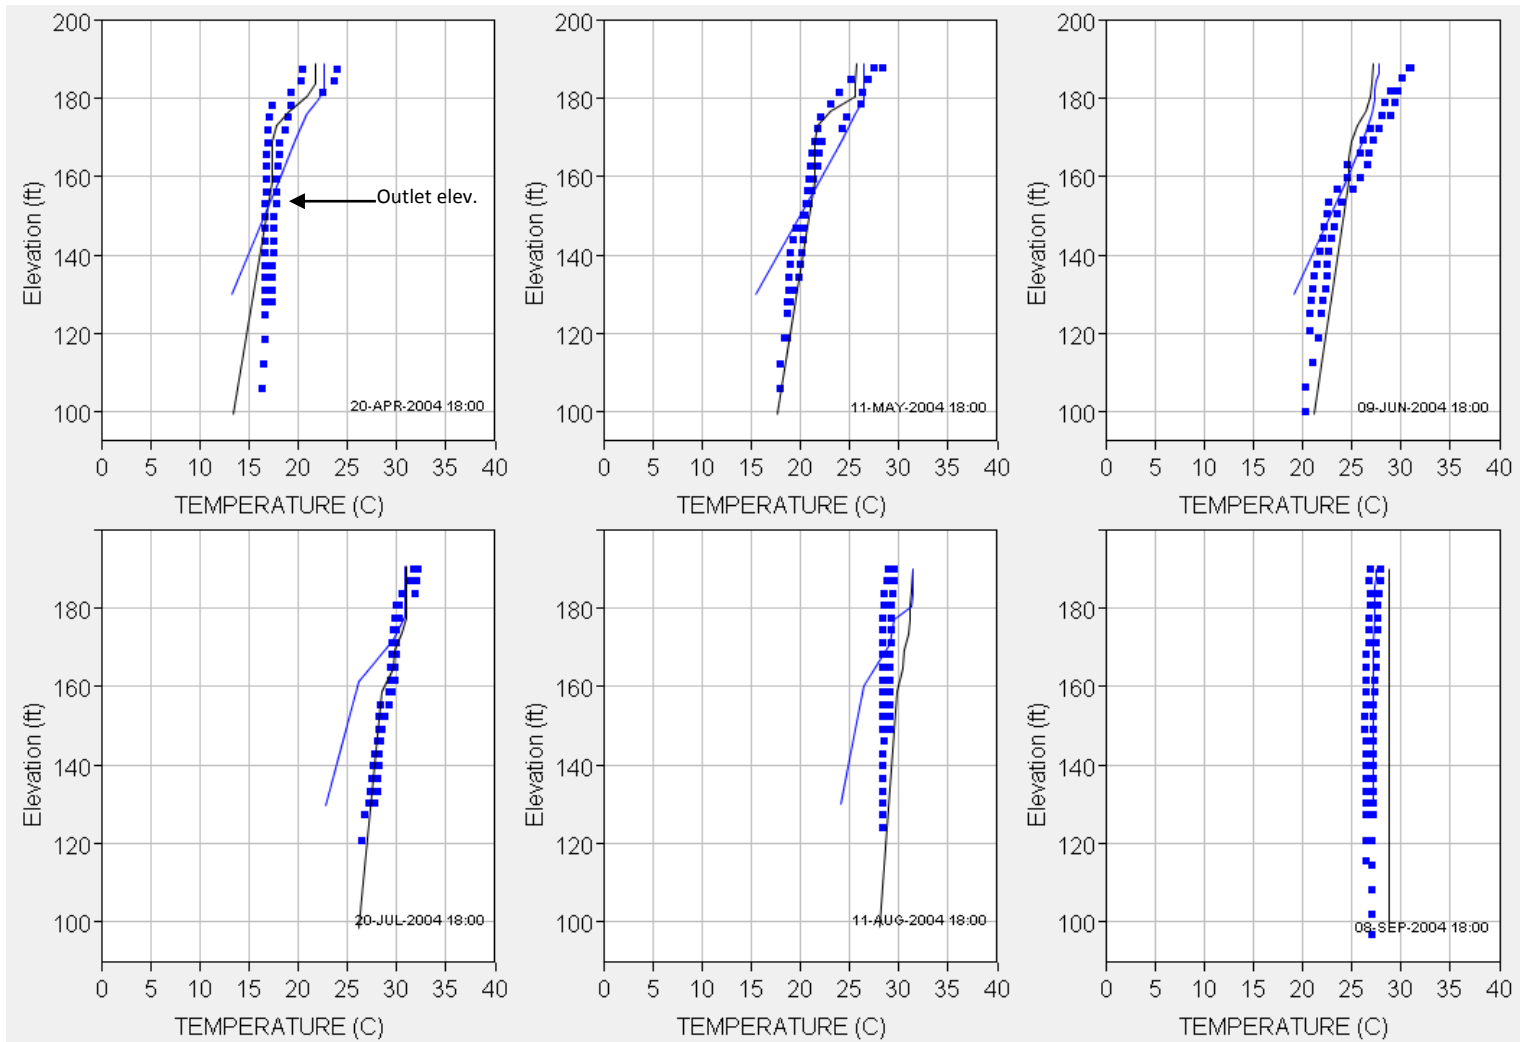 200
180
160
140
120
100
Elevation (ft)
Outlet elev.
20-APR-2004 18:00
0 5 10 15 20 25 30 35 40
TEMPERATURE (C)
200
180
160
140
120
100
Elevation (ft)
11-MAY-2004 18:00
0 5 10 15 20 25 30 35 40
TEMPERATURE (C)
200
180
160
140
120
100
Elevation (ft)
09-JUN-2004 18:00
0 5 10 15 20 25 30 35 40
TEMPERATURE (C)
180
160
140
120
100
Elevation (ft)
20-JUL-2004 18:00
0 5 10 15 20 25 30 35 40
TEMPERATURE (C)
180
160
140
120
100
Elevation (ft)
11-AUG-2004 18:00
0 5 10 15 20 25 30 35 40
TEMPERATURE (C)
180
160
140
120
100
Elevation (ft)
08-SEP-2004 18:00
0 5 10 15 20 25 30 35 40
TEMPERATURE (C)